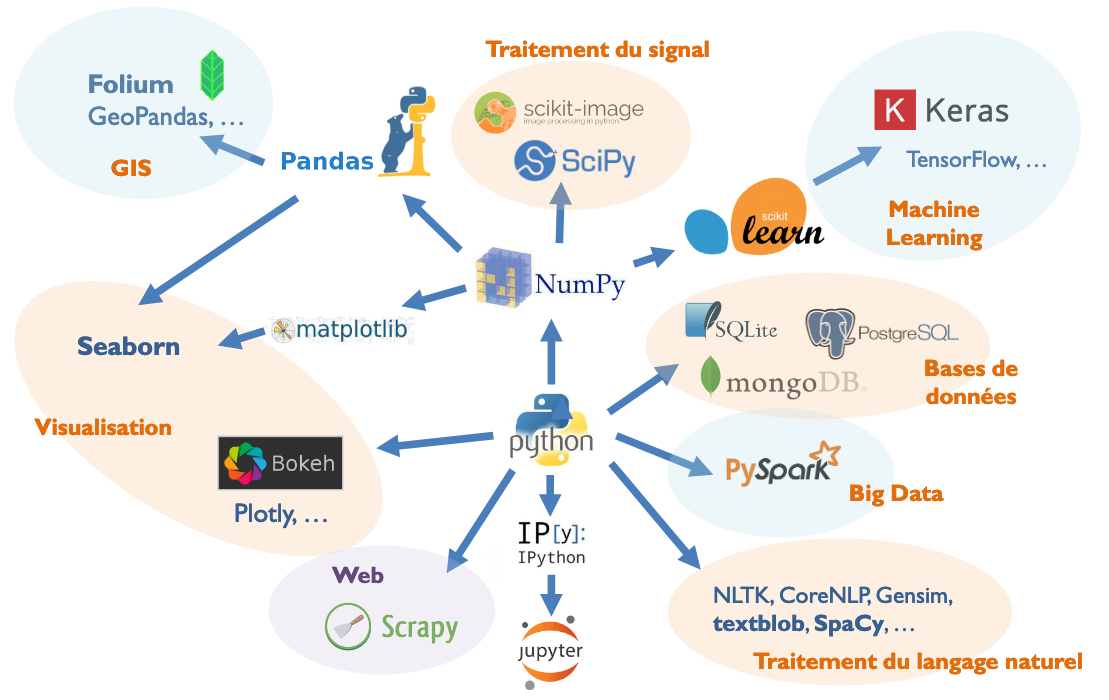 Traitement du signal
Folium
GeoPandas, ...
GIS
Pandas
scikit-image
image processing in python
SciPy
K Keras
TensorFlow, ...
Machine
Learning
scikit
learn
NumPy
matplotlib
Seaborn
Visualisation
Bokeh
Plotly, ...
SQLite
PostgreSQL
mongoDB
Bases de
données
python
PySpark
Big Data
IP[y]:
IPython
Web
Scrapy
jupyter
NLTK, CoreNLP, Gensim,
textblob, SpaCy, ...
Traitement du langage naturel